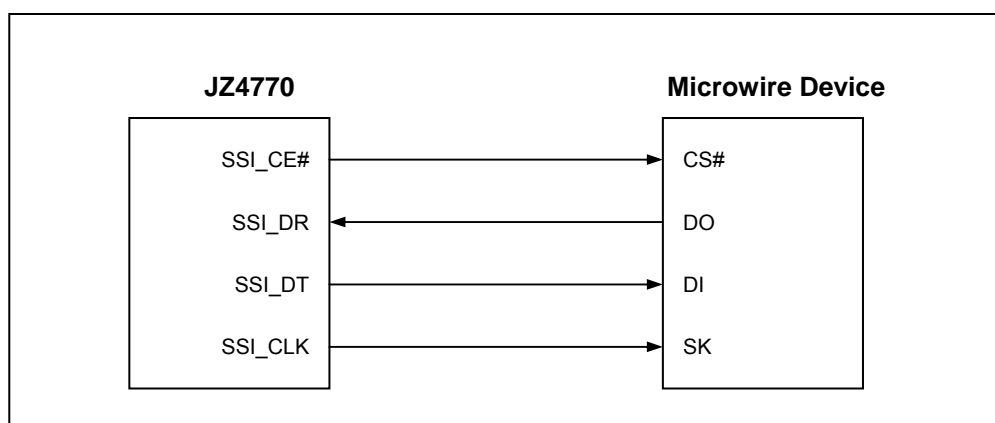 JZ4770 Microwire Device
SSI_CE# CS#
SSI_DR DO
SSI_DT DI
SSI_CLK SK